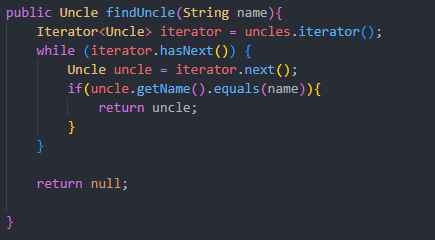 public Uncle findUncle(String name){
    Iterator<Uncle> iterator = uncles.iterator();
    while (iterator.hasNext()) {
        Uncle uncle = iterator.next();
        if(uncle.getName().equals(name)){
            return uncle;
        }
    }
    return null;
}